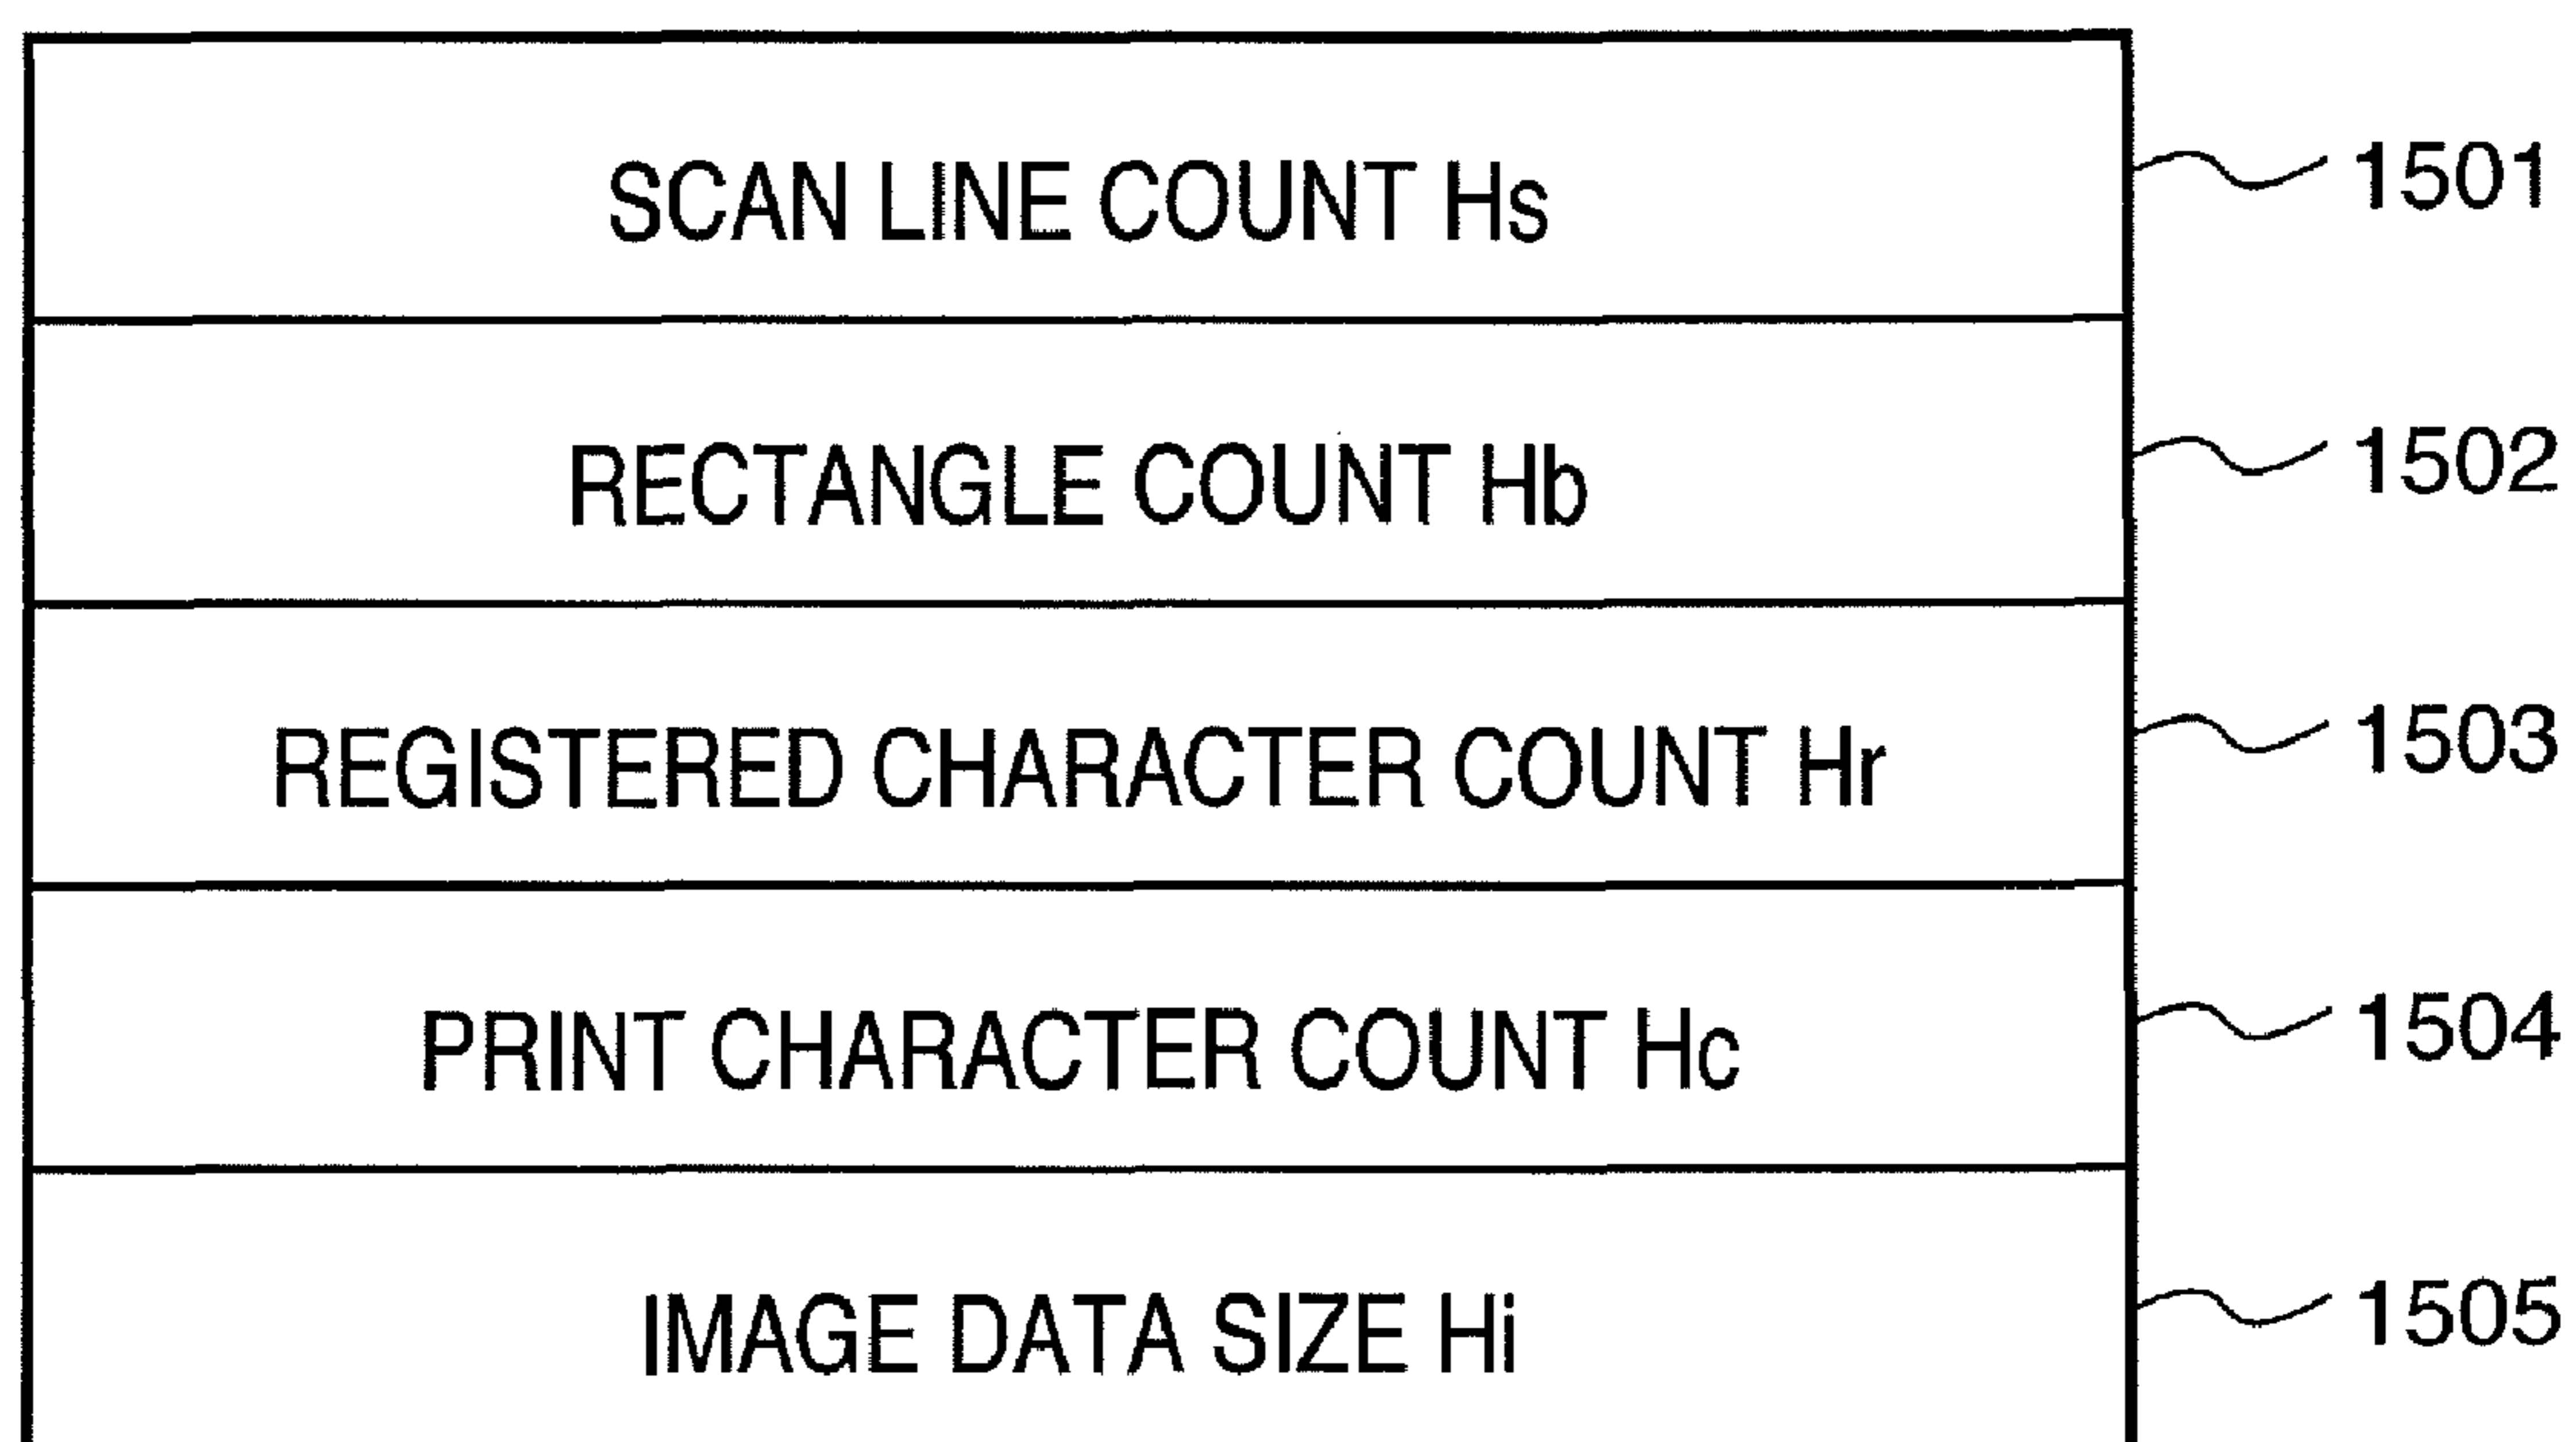 SCAN LINE COUNT Hs 1501
RECTANGLE COUNT Hb 1502
REGISTERED CHARACTER COUNT Hr 1503
PRINT CHARACTER COUNT Hc 1504
IMAGE DATA SIZE Hi 1505